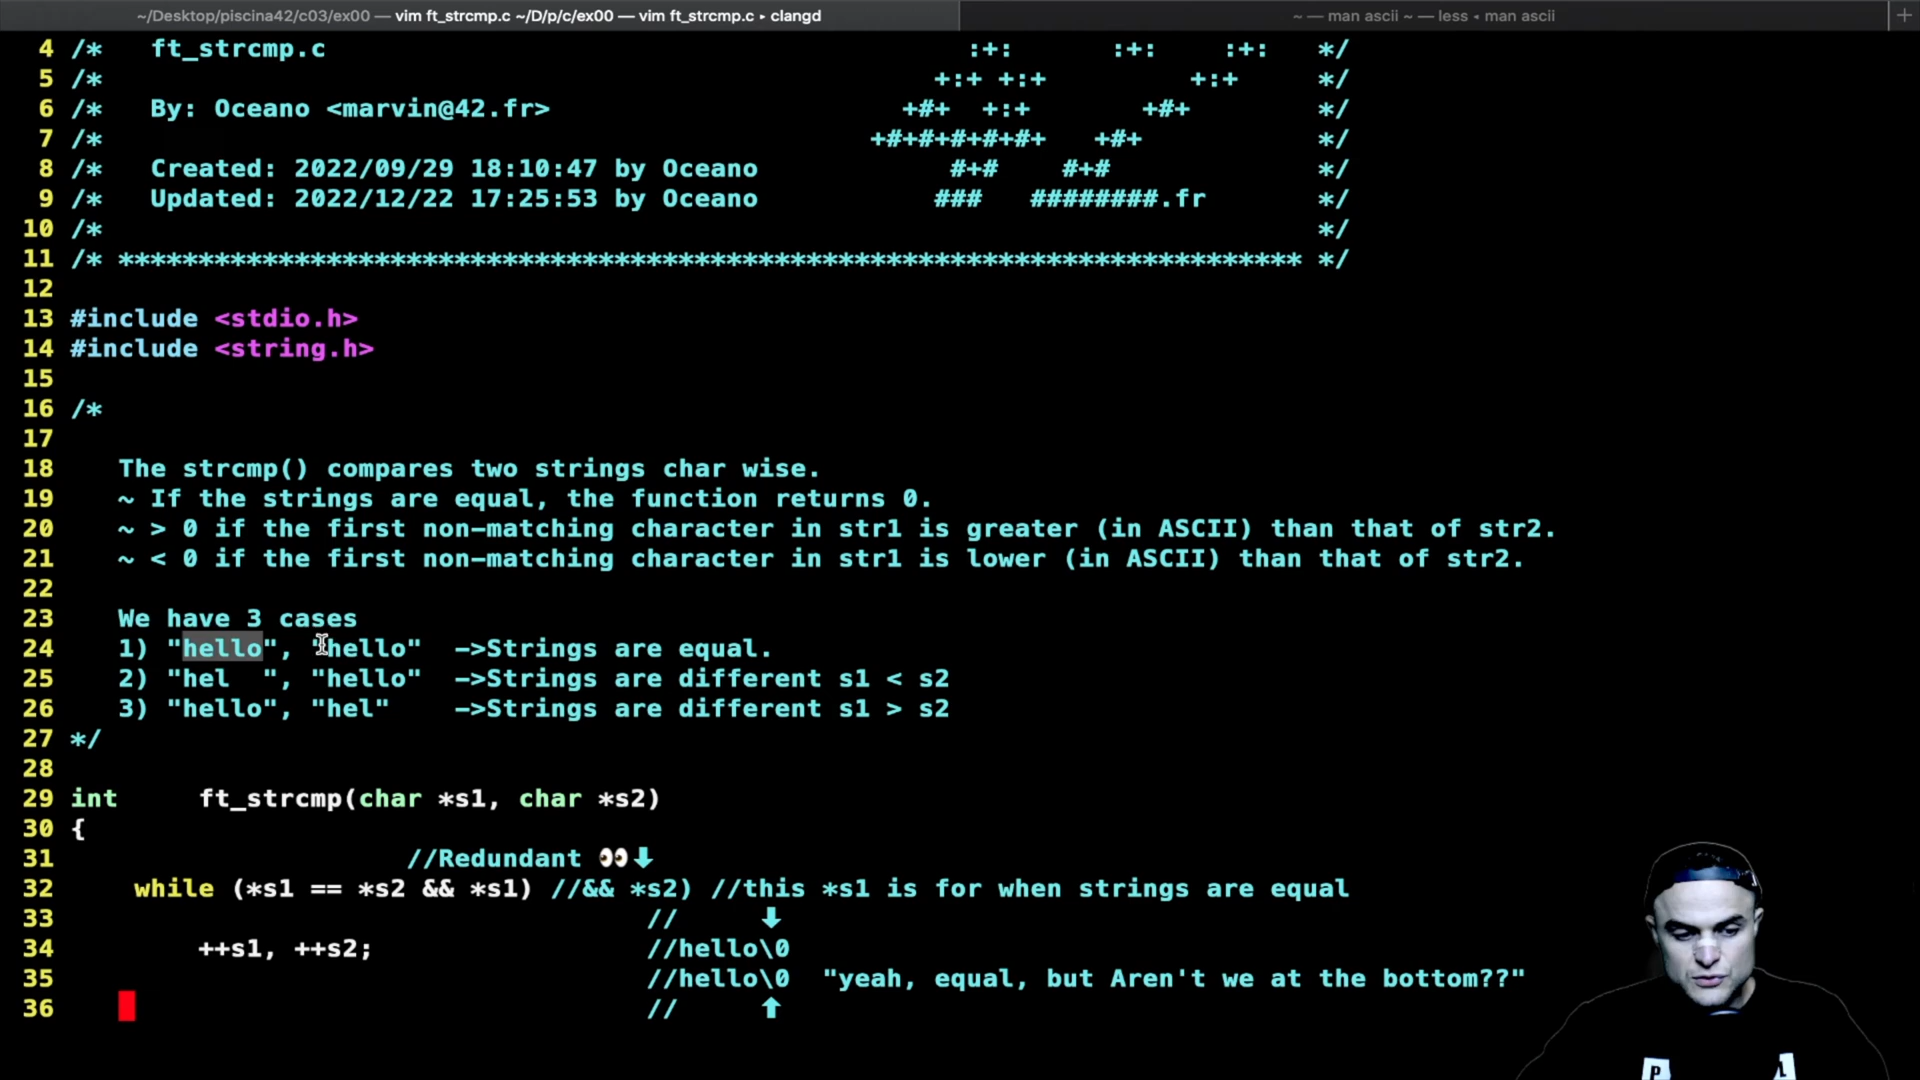 ~/Desktop/piscina42/c03/ex00 — vim ft_strcmp.c ~/D/p/c/ex00 — vim ft_strcmp.c ▸ clangd
~ — man ascii ~ — less ◂ man ascii
4 /*   ft_strcmp.c                                        :+:      :+:    :+:   */
5 /*                                                    +:+ +:+         +:+     */
6 /*   By: Oceano <marvin@42.fr>                      +#+  +:+       +#+        */
7 /*                                                +#+#+#+#+#+   +#+           */
8 /*   Created: 2022/09/29 18:10:47 by Oceano            #+#    #+#             */
9 /*   Updated: 2022/12/22 17:25:53 by Oceano           ###   ########.fr       */
10 /*                                                                            */
11 /* ************************************************************************** */
12
13 #include <stdio.h>
14 #include <string.h>
15
16 /*
17
18    The strcmp() compares two strings char wise.
19    ~ If the strings are equal, the function returns 0.
20    ~ > 0 if the first non-matching character in str1 is greater (in ASCII) than that of str2.
21    ~ < 0 if the first non-matching character in str1 is lower (in ASCII) than that of str2.
22
23    We have 3 cases
24    1) "hello", "hello"  ->Strings are equal.
25    2) "hel  ", "hello"  ->Strings are different s1 < s2
26    3) "hello", "hel"    ->Strings are different s1 > s2
27 */
28
29 int     ft_strcmp(char *s1, char *s2)
30 {
31                      //Redundant 👀⬇
32     while (*s1 == *s2 && *s1) //&& *s2) //this *s1 is for when strings are equal
33                                     //     ⬇
34         ++s1, ++s2;                 //hello\0
35                                     //hello\0  "yeah, equal, but Aren't we at the bottom??"
36                                     //     ⬆